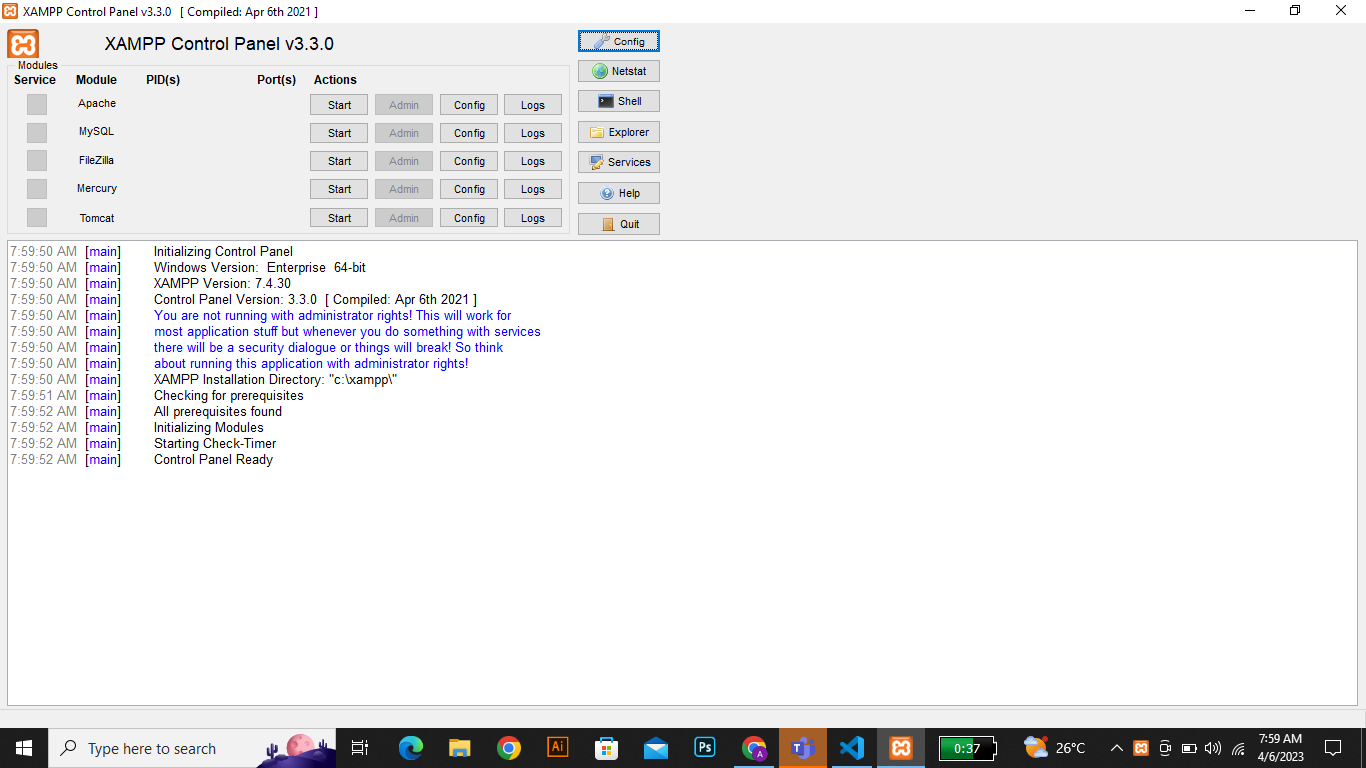 XAMPP Control Panel v3.3.0 [ Compiled: Apr 6th 2021 ]
XAMPP Control Panel v3.3.0
Modules
Service Module PID(s) Port(s) Actions
Apache Start Admin Config Logs
MySQL Start Admin Config Logs
FileZilla Start Admin Config Logs
Mercury Start Admin Config Logs
Tomcat Start Admin Config Logs
Config
Netstat
Shell
Explorer
Services
Help
Quit
7:59:50 AM [main] Initializing Control Panel
7:59:50 AM [main] Windows Version: Enterprise 64-bit
7:59:50 AM [main] XAMPP Version: 7.4.30
7:59:50 AM [main] Control Panel Version: 3.3.0 [ Compiled: Apr 6th 2021 ]
7:59:50 AM [main] You are not running with administrator rights! This will work for
7:59:50 AM [main] most application stuff but whenever you do something with services
7:59:50 AM [main] there will be a security dialogue or things will break! So think
7:59:50 AM [main] about running this application with administrator rights!
7:59:50 AM [main] XAMPP Installation Directory: "c:\xampp\"
7:59:51 AM [main] Checking for prerequisites
7:59:52 AM [main] All prerequisites found
7:59:52 AM [main] Initializing Modules
7:59:52 AM [main] Starting Check-Timer
7:59:52 AM [main] Control Panel Ready
Type here to search
Ai
Ps
A
T
0:37
26°C
7:59 AM
4/6/2023